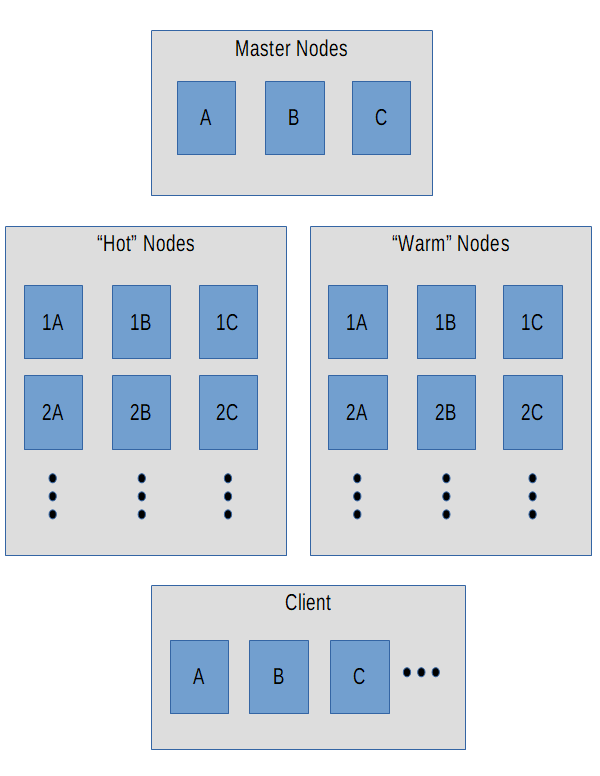 Master Nodes
A B C
“Hot” Nodes
1A 1B 1C
2A 2B 2C
“Warm” Nodes
1A 1B 1C
2A 2B 2C
Client
A B C